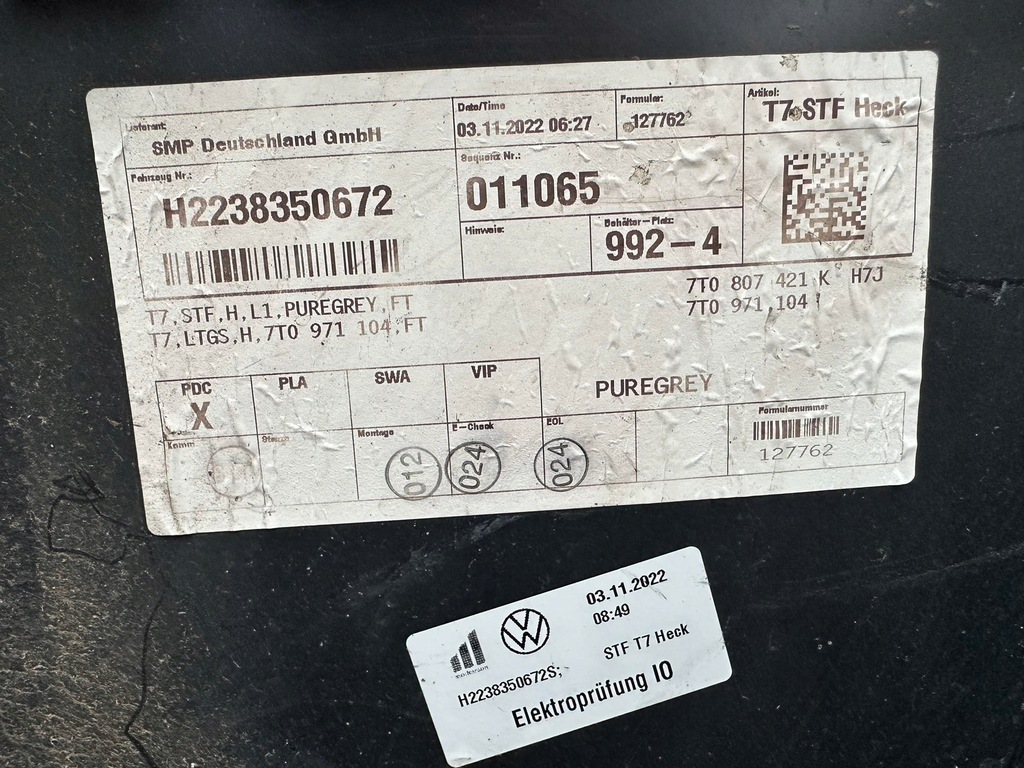 Lieferant:
SMP Deutschland GmbH
Date/Time
03.11.2022 06:27
Formular:
127762
Artikel:
T7 STF Heck
Fahrzeug Nr.:
H2238350672
Sequenz Nr.:
011065
Hinweis:
Behälter-Platz:
992-4
T7,STF,H,L1,PUREGREY,FT
T7,LTGS,H,7T0 971 104,FT
7T0 807 421 K H7J
7T0 971 104
PDC
X
PLA
SWA
VIP
PUREGREY
Komm
Montage
012
E-Check
024
EOL
024
Formularnummer
127762
VW
03.11.2022
08:49
STF T7 Heck
H2238350672S;
Elektroprüfung IO